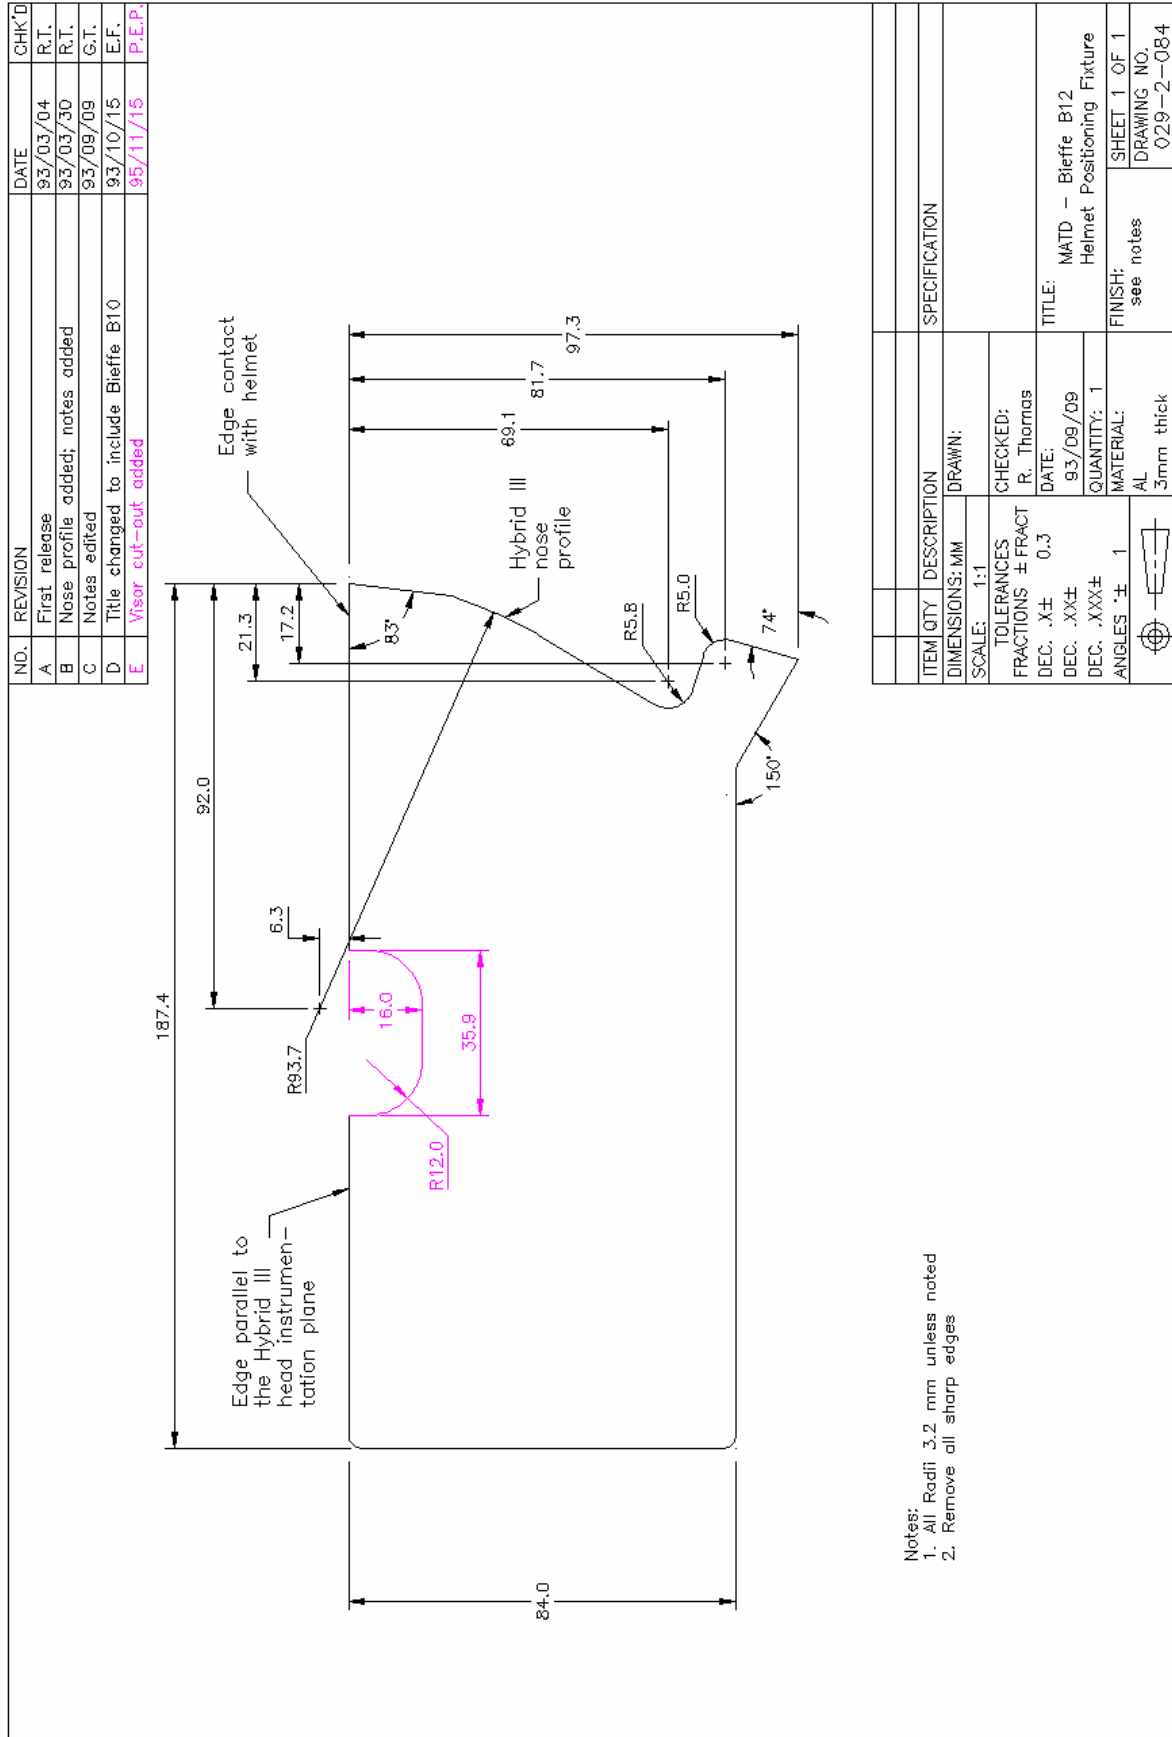 NO. REVISION DATE CHK'D
A First release 93/03/04 R.T.
B Nose profile added; notes added 93/03/30 R.T.
C Notes edited 93/09/09 G.T.
D Title changed to include Bieffe B10 93/10/15 E.F.
E Visor cut-out added 95/11/15 P.E.P.
187.4
92.0
21.3
17.2
6.3
R93.7
Edge contact
with helmet
83°
Edge parallel to
the Hybrid III
head instrumen-
tation plane
16.0
35.9
R12.0
Hybrid III
nose
profile
R5.8
R5.0
74°
150°
69.1
81.7
97.3
84.0
Notes:
1. All Radii 3.2 mm unless noted
2. Remove all sharp edges
ITEM QTY DESCRIPTION SPECIFICATION
DIMENSIONS: MM
SCALE: 1:1
TOLERANCES
FRACTIONS ± FRACT
DEC. .X± 0.3
DEC. .XX±
DEC. .XXX±
ANGLES °± 1
DRAWN:
CHECKED:
R. Thomas
DATE:
93/09/09
QUANTITY: 1
MATERIAL:
AL
3mm thick
TITLE:
MATD - Bieffe B12
Helmet Positioning Fixture
FINISH:
see notes
SHEET 1 OF 1
DRAWING NO.
029-2-084